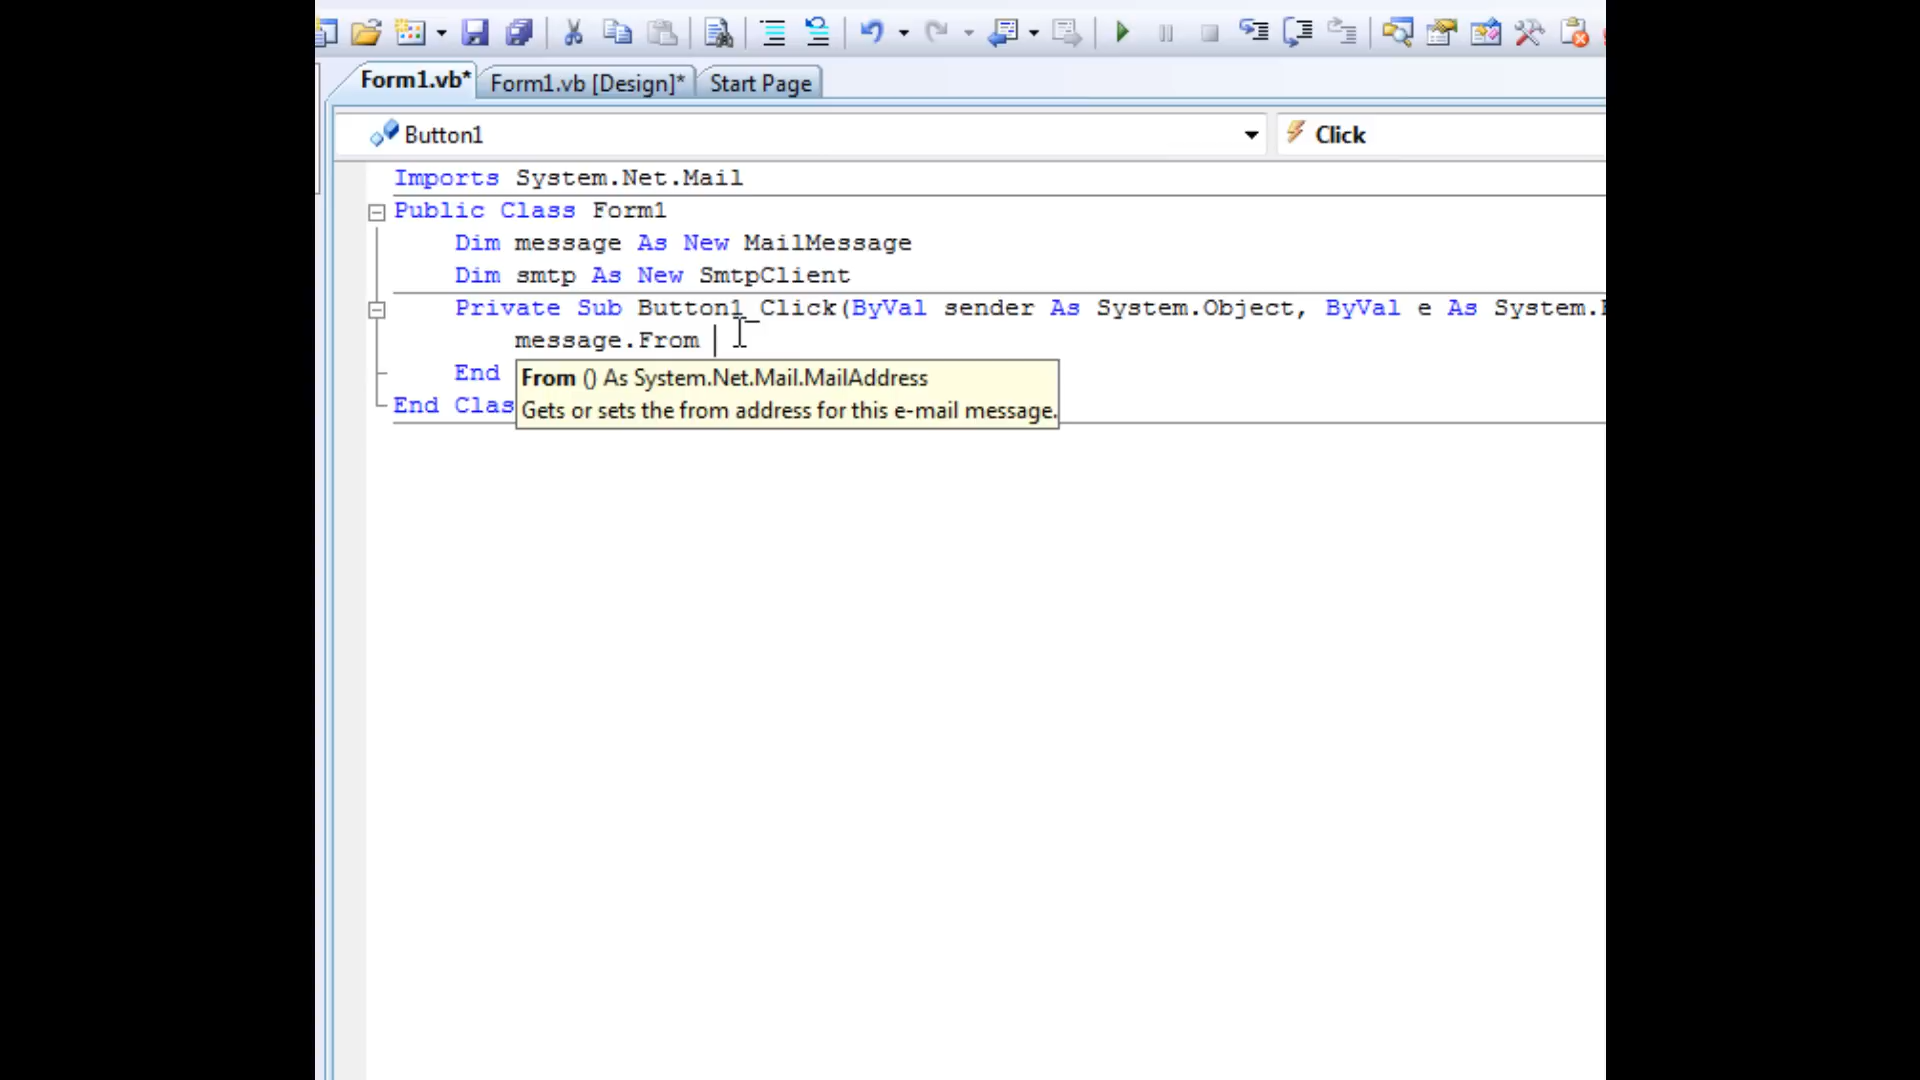 Form1.vb* Form1.vb [Design]* Start Page
Button1 Click
Imports System.Net.Mail
Public Class Form1
Dim message As New MailMessage
Dim smtp As New SmtpClient
Private Sub Button1_Click(ByVal sender As System.Object, ByVal e As System.
message.From
End
From () As System.Net.Mail.MailAddress
End Clas
Gets or sets the from address for this e-mail message.